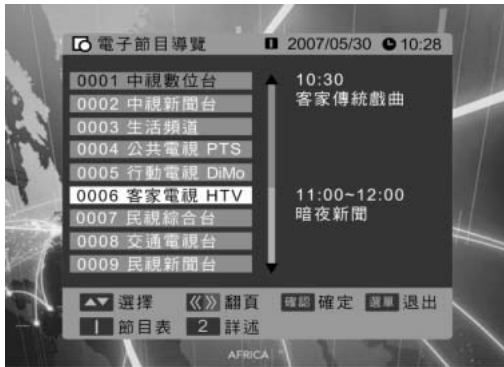 電子節目導覽 2007/05/30 10:28
0001 中視數位台
0002 中視新聞台
0003 生活頻道
0004 公共電視 PTS
0005 行動電視 DiMo
0006 客家電視 HTV
0007 民視綜合台
0008 交通電視台
0009 民視新聞台
10:30
客家傳統戲曲
11:00~12:00
暗夜新聞
選擇 翻頁 確認 確定 選單 退出
1 節目表 2 詳述
AFRICA